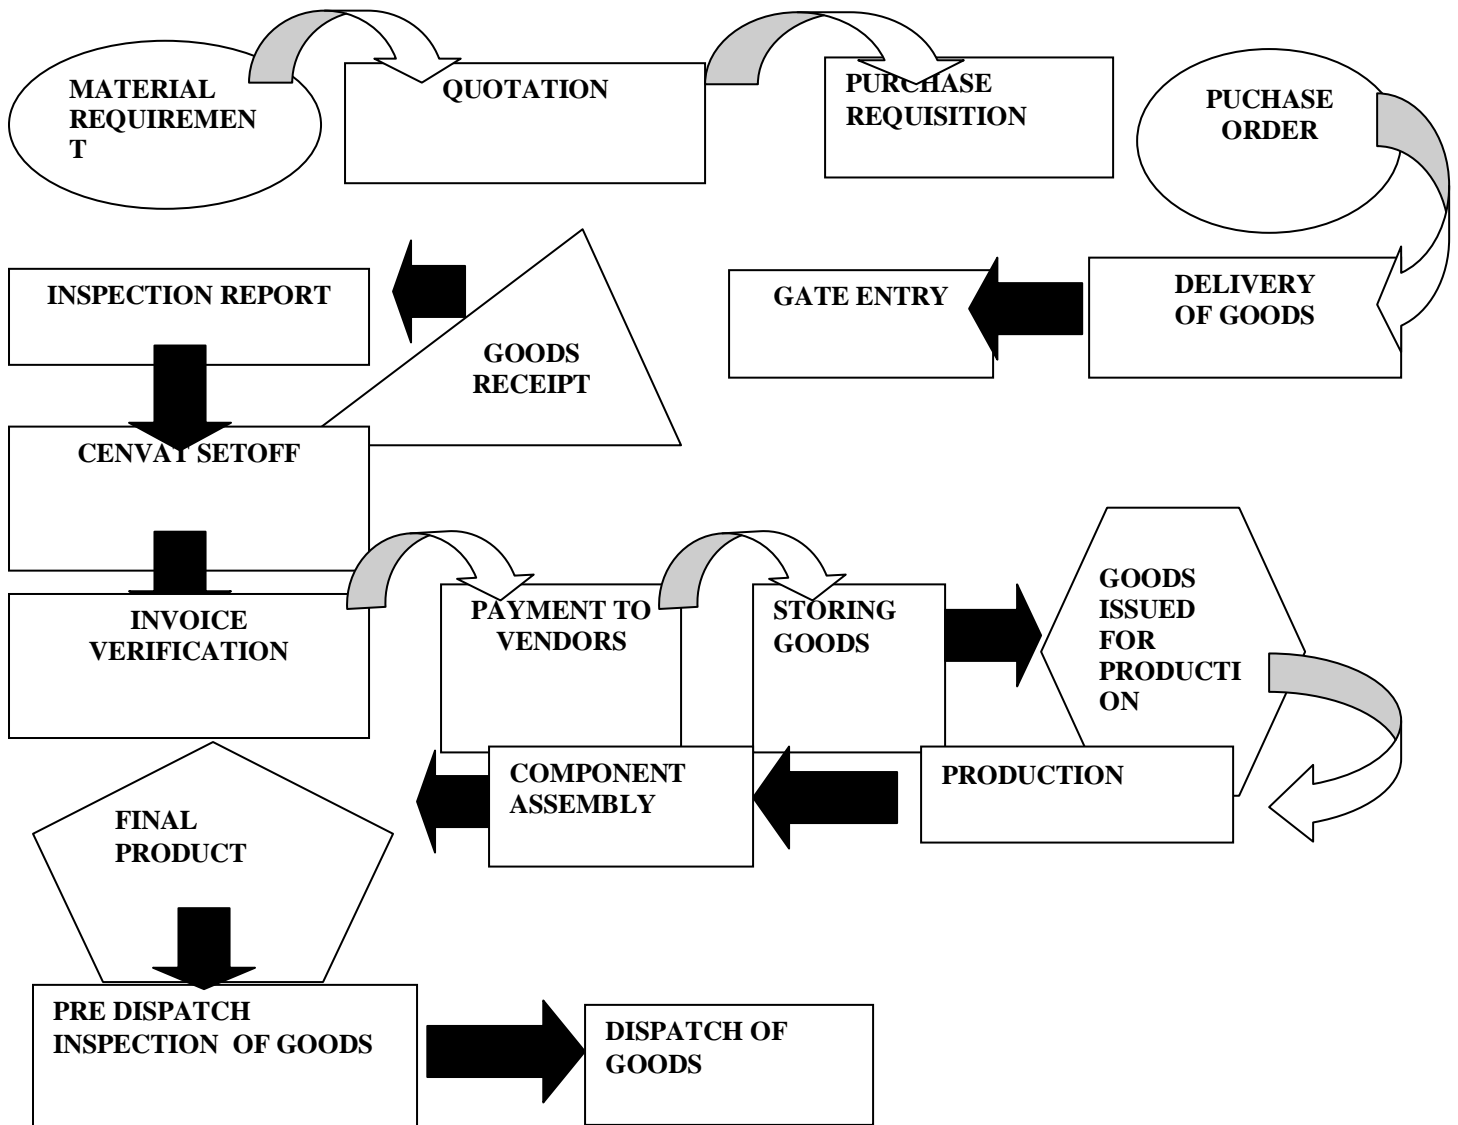 MATERIAL
REQUIREMEN
T
QUOTATION
PURCHASE
REQUISITION
PUCHASE
ORDER
DELIVERY
OF GOODS
GATE ENTRY
GOODS
RECEIPT
INSPECTION REPORT
CENVAT SETOFF
INVOICE
VERIFICATION
PAYMENT TO
VENDORS
STORING
GOODS
GOODS
ISSUED
FOR
PRODUCTI
ON
PRODUCTION
COMPONENT
ASSEMBLY
FINAL
PRODUCT
PRE DISPATCH
INSPECTION  OF GOODS
DISPATCH OF
GOODS